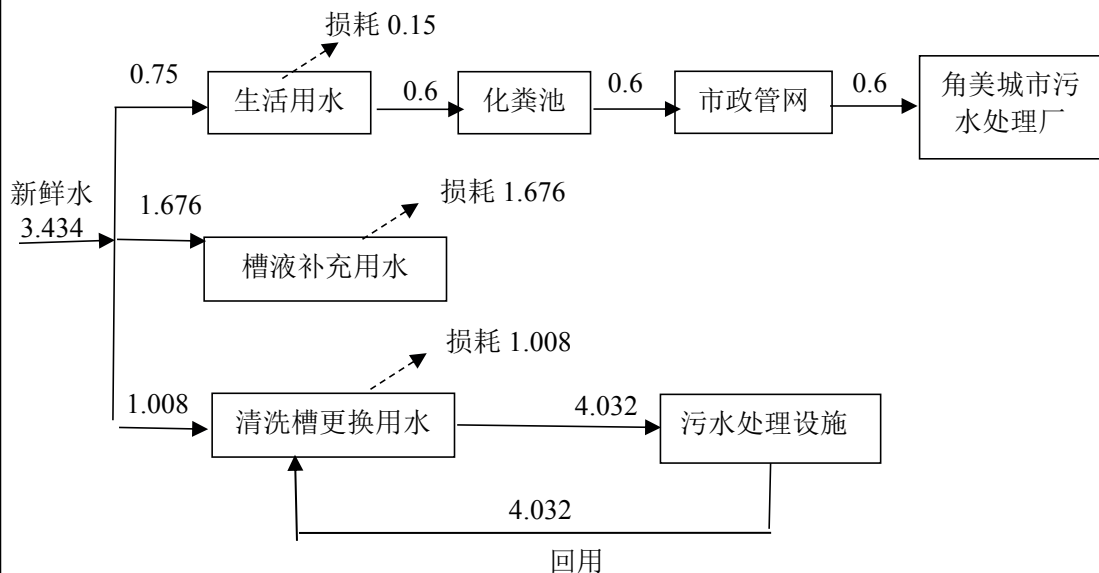 损耗 0.15
0.75
生活用水
0.6
化粪池
0.6
市政管网
0.6
角美城市污
水处理厂
新鲜水
3.434
1.676
损耗 1.676
槽液补充用水
损耗 1.008
1.008
清洗槽更换用水
4.032
污水处理设施
4.032
回用